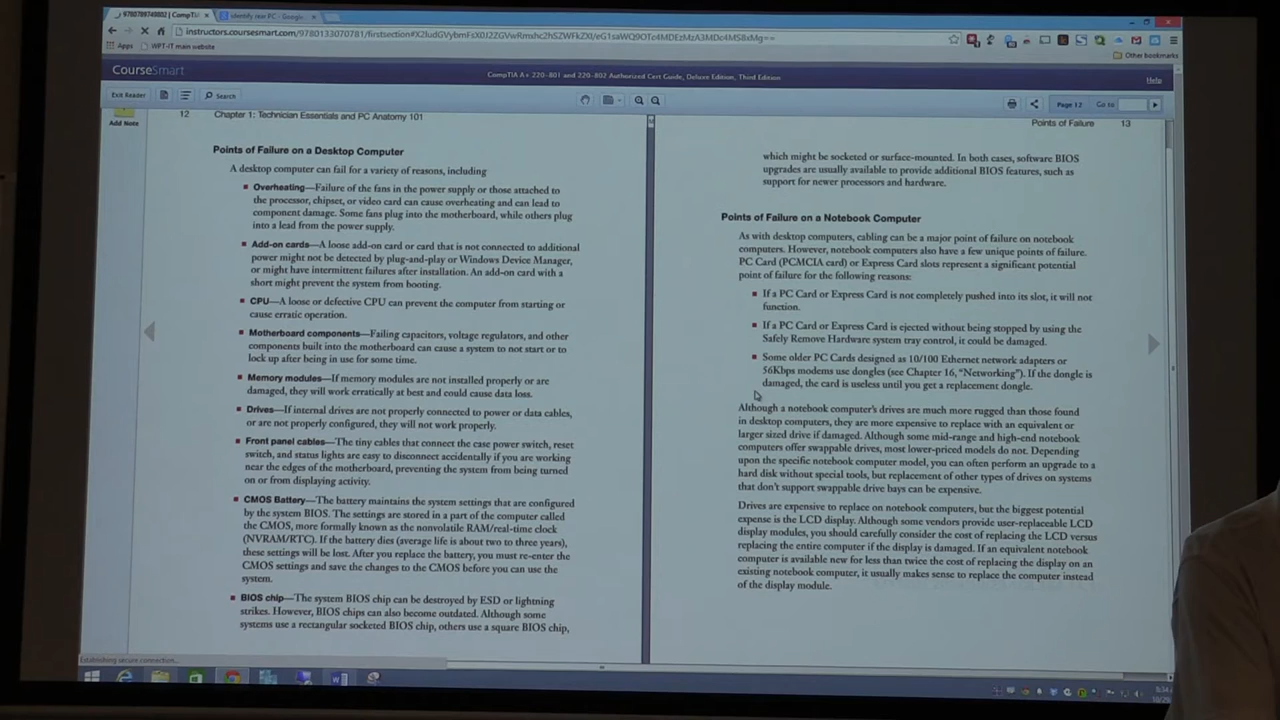 9780789749802 | CompTI
identify new PC - Google
instructors.coursesmart.com/9780133070781/firstsection#
Apps
WPT-IT main website
Other bookmarks
CourseSmart
CompTIA A+ 220-801 and 220-802 Authorized Cert Guide, Deluxe Edition, Third Edition
Help
Exit Reader
Search
Page 12
Go to
Add Note
12 Chapter 1: Technician Essentials and PC Anatomy 101
Points of Failure on a Desktop Computer
A desktop computer can fail for a variety of reasons, including
Overheating—Failure of the fans in the power supply or those attached to
the processor, chipset, or video card can cause overheating and can lead to
component damage. Some fans plug into the motherboard, while others plug
into a lead from the power supply.
Add-on cards—A loose add-on card or card that is not connected to additional
power might not be detected by plug-and-play or Windows Device Manager,
or might have intermittent failures after installation. An add-on card with a
short might prevent the system from booting.
CPU—A loose or defective CPU can prevent the computer from starting or
cause erratic operation.
Motherboard components—Failing capacitors, voltage regulators, and other
components built into the motherboard can cause a system to not start or to
lock up after being in use for some time.
Memory modules—If memory modules are not installed properly or are
damaged, they will work erratically at best and could cause data loss.
Drives—If internal drives are not properly connected to power or data cables,
or are not properly configured, they will not work properly.
Front panel cables—The tiny cables that connect the case power switch, reset
switch, and status lights are easy to disconnect accidentally if you are working
near the edges of the motherboard, preventing the system from being turned
on or from displaying activity.
CMOS Battery—The battery maintains the system settings that are configured
by the system BIOS. The settings are stored in a part of the computer called
the CMOS, more formally known as the nonvolatile RAM/real-time clock
(NVRAM/RTC). If the battery dies (average life is about two to three years),
these settings will be lost. After you replace the battery, you must re-enter the
CMOS settings and save the changes to the CMOS before you can use the
system.
BIOS chip—The system BIOS chip can be destroyed by ESD or lightning
strikes. However, BIOS chips can also become outdated. Although some
systems use a rectangular socketed BIOS chip, others use a square BIOS chip,
Points of Failure 13
which might be socketed or surface-mounted. In both cases, software BIOS
upgrades are usually available to provide additional BIOS features, such as
support for newer processors and hardware.
Points of Failure on a Notebook Computer
As with desktop computers, cabling can be a major point of failure on notebook
computers. However, notebook computers also have a few unique points of failure.
PC Card (PCMCIA card) or Express Card slots represent a significant potential
point of failure for the following reasons:
If a PC Card or Express Card is not completely pushed into its slot, it will not
function.
If a PC Card or Express Card is ejected without being stopped by using the
Safely Remove Hardware system tray control, it could be damaged.
Some older PC Cards designed as 10/100 Ethernet network adapters or
56Kbps modems use dongles (see Chapter 16, "Networking"). If the dongle is
damaged, the card is useless until you get a replacement dongle.
Although a notebook computer's drives are much more rugged than those found
in desktop computers, they are more expensive to replace with an equivalent or
larger sized drive if damaged. Although some mid-range and high-end notebook
computers offer swappable drives, most lower-priced models do not. Depending
upon the specific notebook computer model, you can often perform an upgrade to a
hard disk without special tools, but replacement of other types of drives on systems
that don't support swappable drive bays can be expensive.
Drives are expensive to replace on notebook computers, but the biggest potential
expense is the LCD display. Although some vendors provide user-replaceable LCD
display modules, you should carefully consider the cost of replacing the LCD versus
replacing the entire computer if the display is damaged. If an equivalent notebook
computer is available new for less than twice the cost of replacing the display on an
existing notebook computer, it usually makes sense to replace the computer instead
of the display module.
Establishing secure connection...
8:34